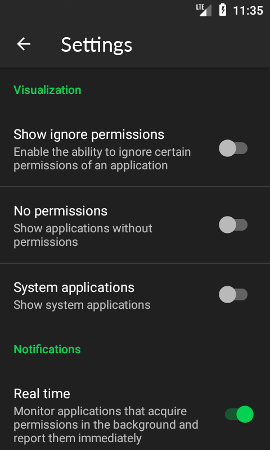 LTE 11:35
Settings
Visualization
Show ignore permissions
Enable the ability to ignore certain
permissions of an application
No permissions
Show applications without
permissions
System applications
Show system applications
Notifications
Real time
Monitor applications that acquire
permissions in the background and
report them immediately